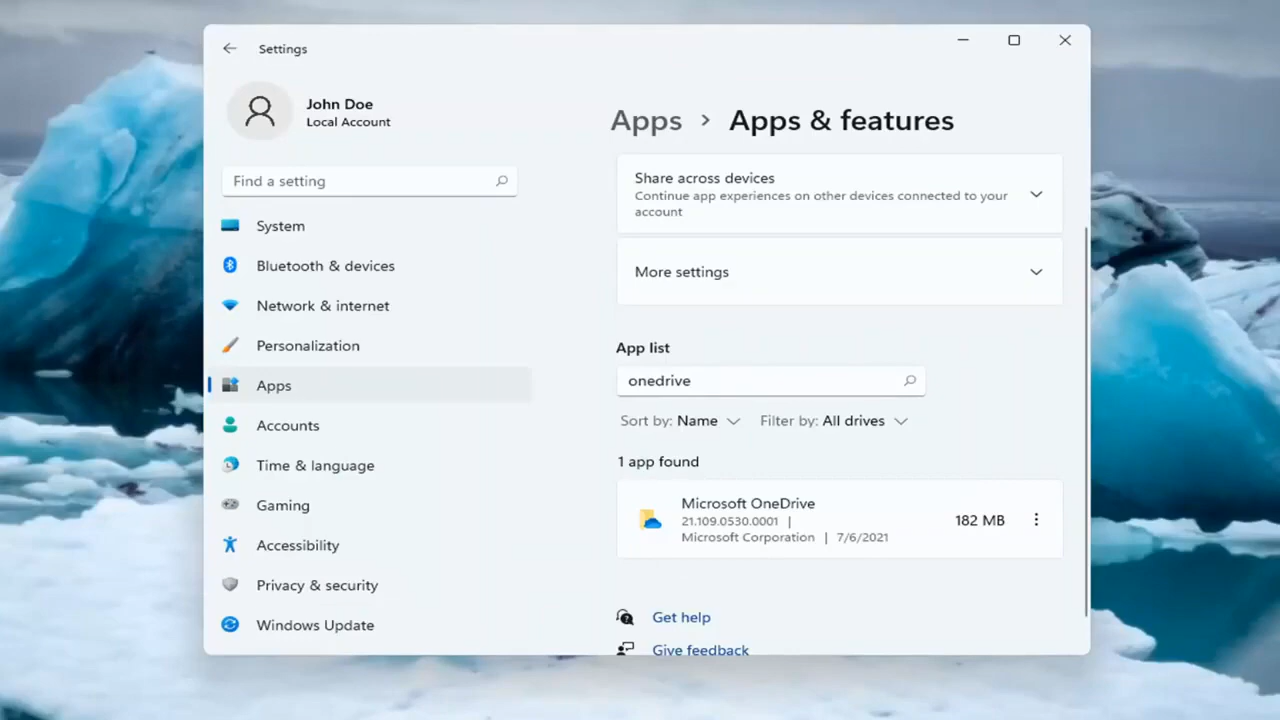 Settings
John Doe
Local Account
Find a setting
System
Bluetooth & devices
Network & internet
Personalization
Apps
Accounts
Time & language
Gaming
Accessibility
Privacy & security
Windows Update
Apps > Apps & features
Share across devices
Continue app experiences on other devices connected to your
account
More settings
App list
onedrive
Sort by: Name Filter by: All drives
1 app found
Microsoft OneDrive
21.109.0530.0001 |
Microsoft Corporation | 7/6/2021
182 MB
Get help
Give feedback